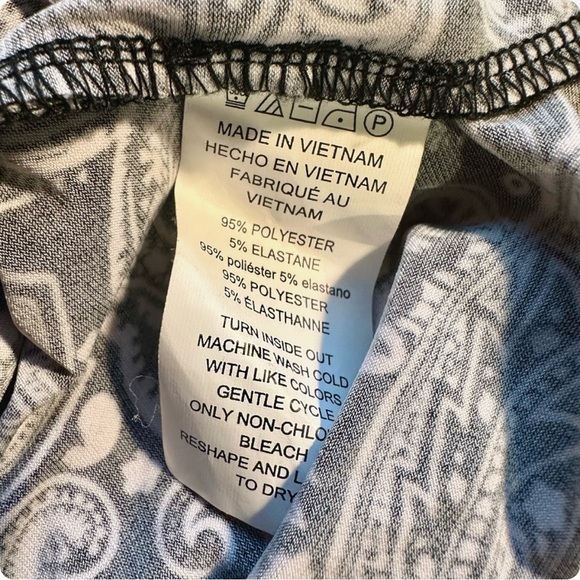 P
MADE IN VIETNAM
HECHO EN VIETNAM
FABRIQUÉ AU
VIETNAM
95% POLYESTER
5% ELASTANE
95% poliéster 5% elastano
95% POLYESTER
5% ÉLASTHANNE
TURN INSIDE OUT
MACHINE WASH COLD
WITH LIKE COLORS
GENTLE CYCLE
ONLY NON-CHLO
BLEACH
RESHAPE AND L
TO DRY